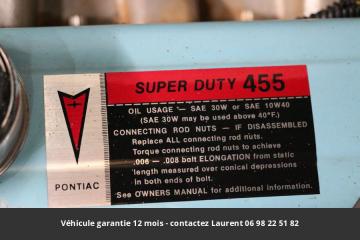 SUPER DUTY 455
OIL USAGE — SAE 30W OR SAE 10W40
(SAE 30W may be used above 40°F.)
CONNECTING ROD NUTS — IF DISASSEMBLED
Replace ALL connecting rod nuts.
Torque connecting rod nuts to achieve
.006 — .008 bolt ELONGATION from static
length measured over conical depressions
in both ends of bolt.
See OWNERS MANUAL for additional information.
PONTIAC
Véhicule garantie 12 mois - contactez Laurent 06 98 22 51 82